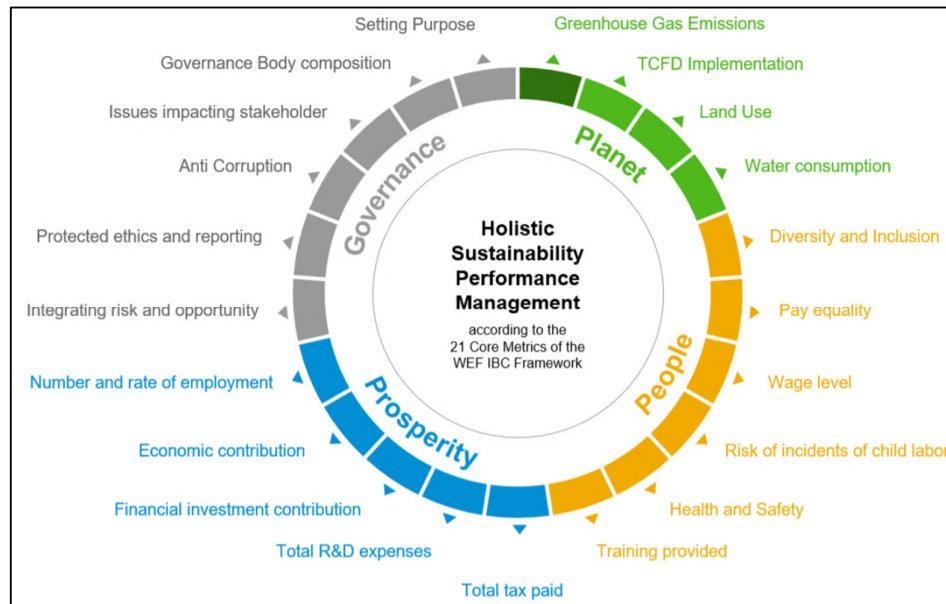 Setting Purpose
Greenhouse Gas Emissions
Governance Body composition
TCFD Implementation
Issues impacting stakeholder
Land Use
Anti Corruption
Water consumption
Protected ethics and reporting
Diversity and Inclusion
Integrating risk and opportunity
Pay equality
Number and rate of employment
Wage level
Economic contribution
Risk of incidents of child labor
Financial investment contribution
Health and Safety
Total R&D expenses
Training provided
Total tax paid
Governance
Planet
People
Prosperity
Holistic
Sustainability
Performance
Management
according to the
21 Core Metrics of the
WEF IBC Framework